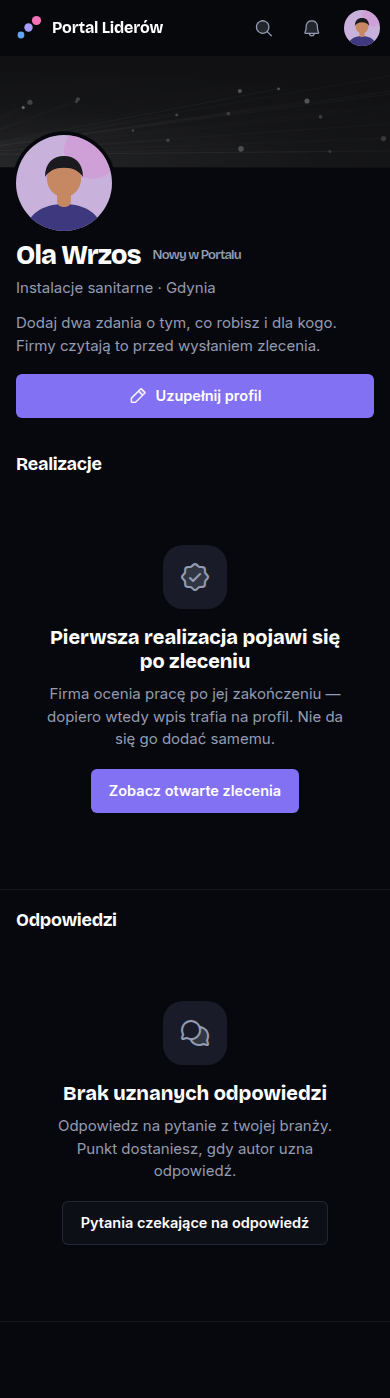 Portal Liderów
Ola Wrzos Nowy w Portalu
Instalacje sanitarne · Gdynia
Dodaj dwa zdania o tym, co robisz i dla kogo.
Firmy czytają to przed wysłaniem zlecenia.
Uzupełnij profil
Realizacje
Pierwsza realizacja pojawi się
po zleceniu
Firma ocenia pracę po jej zakończeniu —
dopiero wtedy wpis trafia na profil. Nie da
się go dodać samemu.
Zobacz otwarte zlecenia
Odpowiedzi
Brak uznanych odpowiedzi
Odpowiedz na pytanie z twojej branży.
Punkt dostaniesz, gdy autor uzna
odpowiedź.
Pytania czekające na odpowiedź